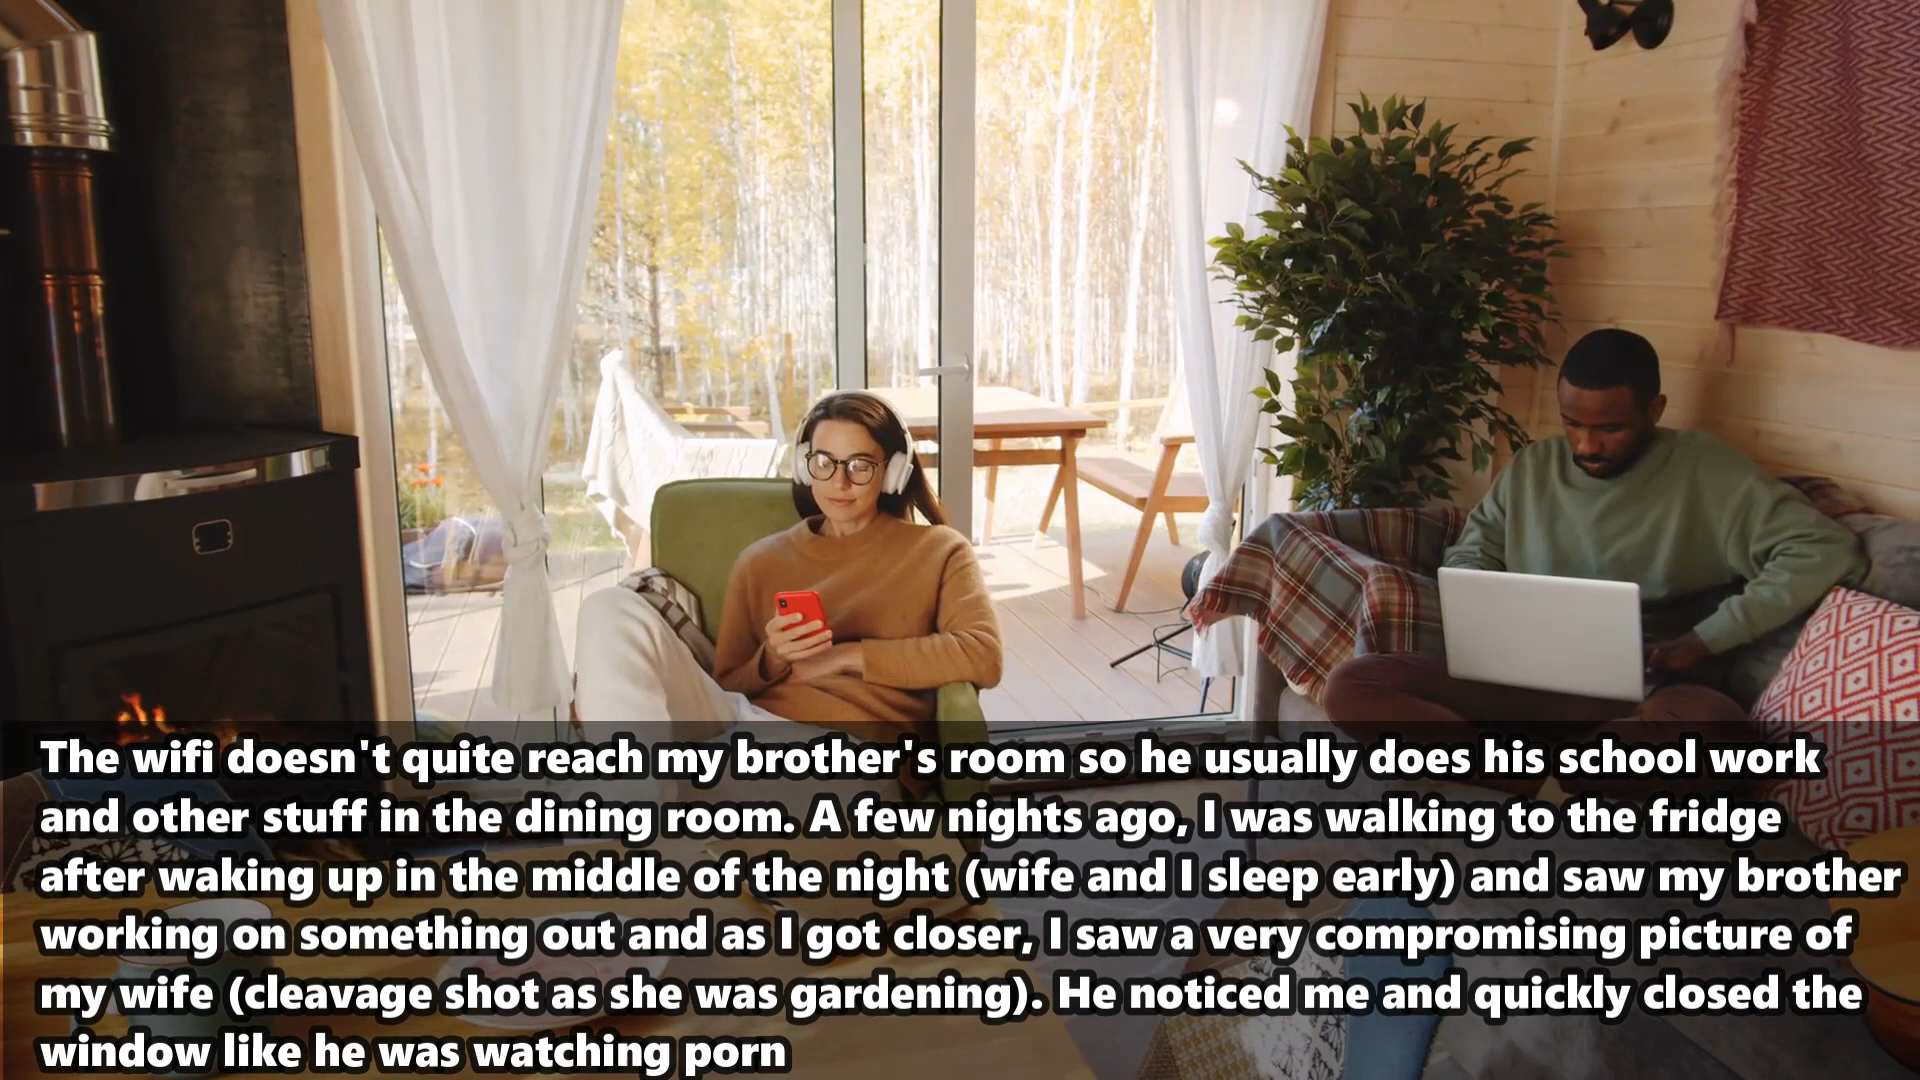 The wifi doesn't quite reach my brother's room so he usually does his school work
and other stuff in the dining room. A few nights ago, I was walking to the fridge
after waking up in the middle of the night (wife and I sleep early) and saw my brother
working on something out and as I got closer, I saw a very compromising picture of
my wife (cleavage shot as she was gardening). He noticed me and quickly closed the
window like he was watching porn